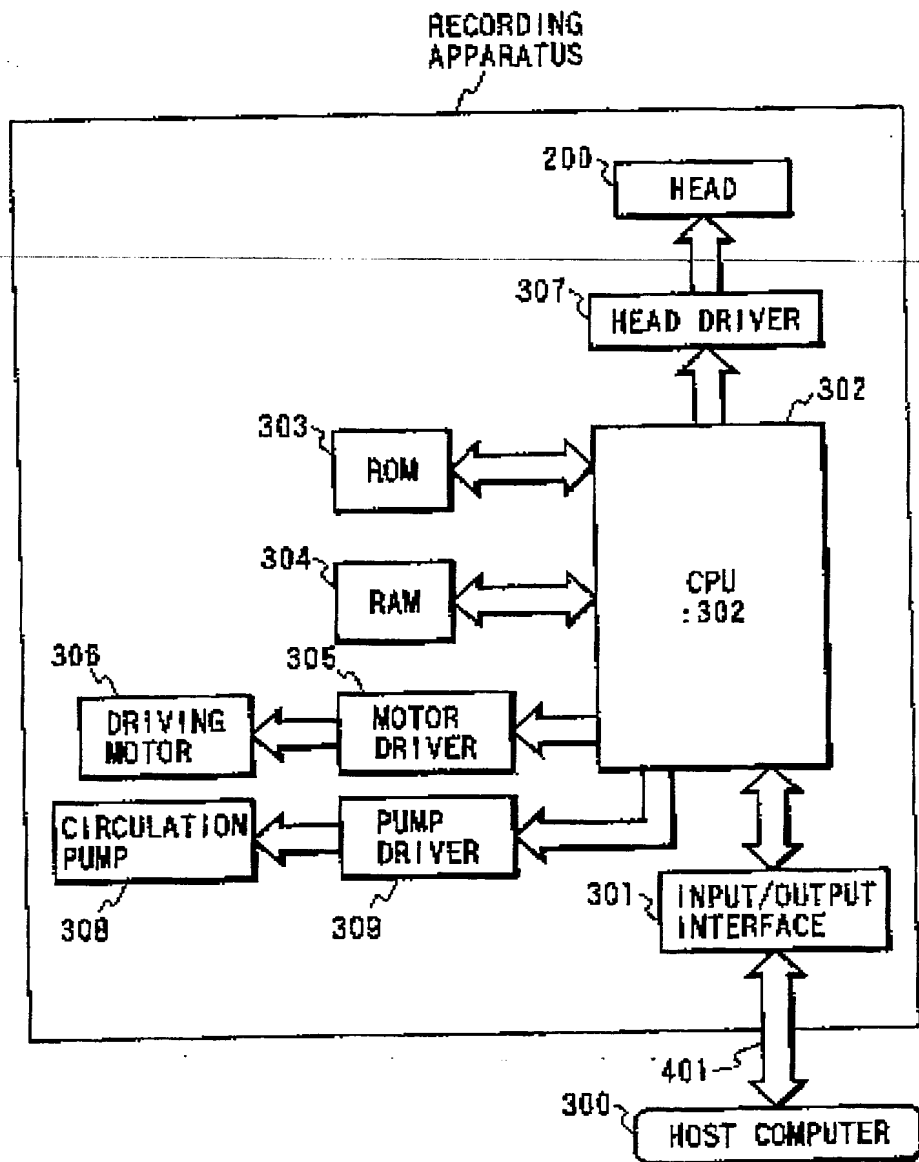 RECORDING
APPARATUS
200
HEAD
307
HEAD DRIVER
302
303
ROM
304
RAM
CPU
:302
306
305
DRIVING
MOTOR
MOTOR
DRIVER
CIRCULATION
PUMP
PUMP
DRIVER
308
309
301
INPUT/OUTPUT
INTERFACE
401
300
HOST COMPUTER